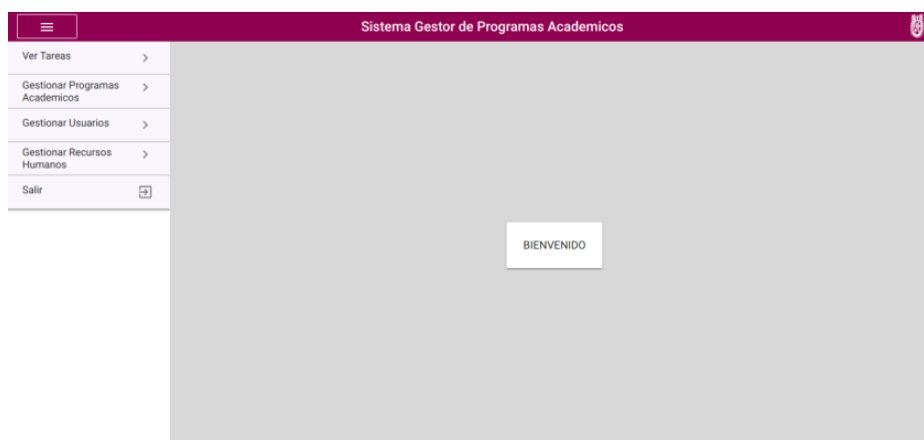 Sistema Gestor de Programas Academicos
Ver Tareas
Gestionar Programas
Academicos
Gestionar Usuarios
Gestionar Recursos
Humanos
Salir
BIENVENIDO